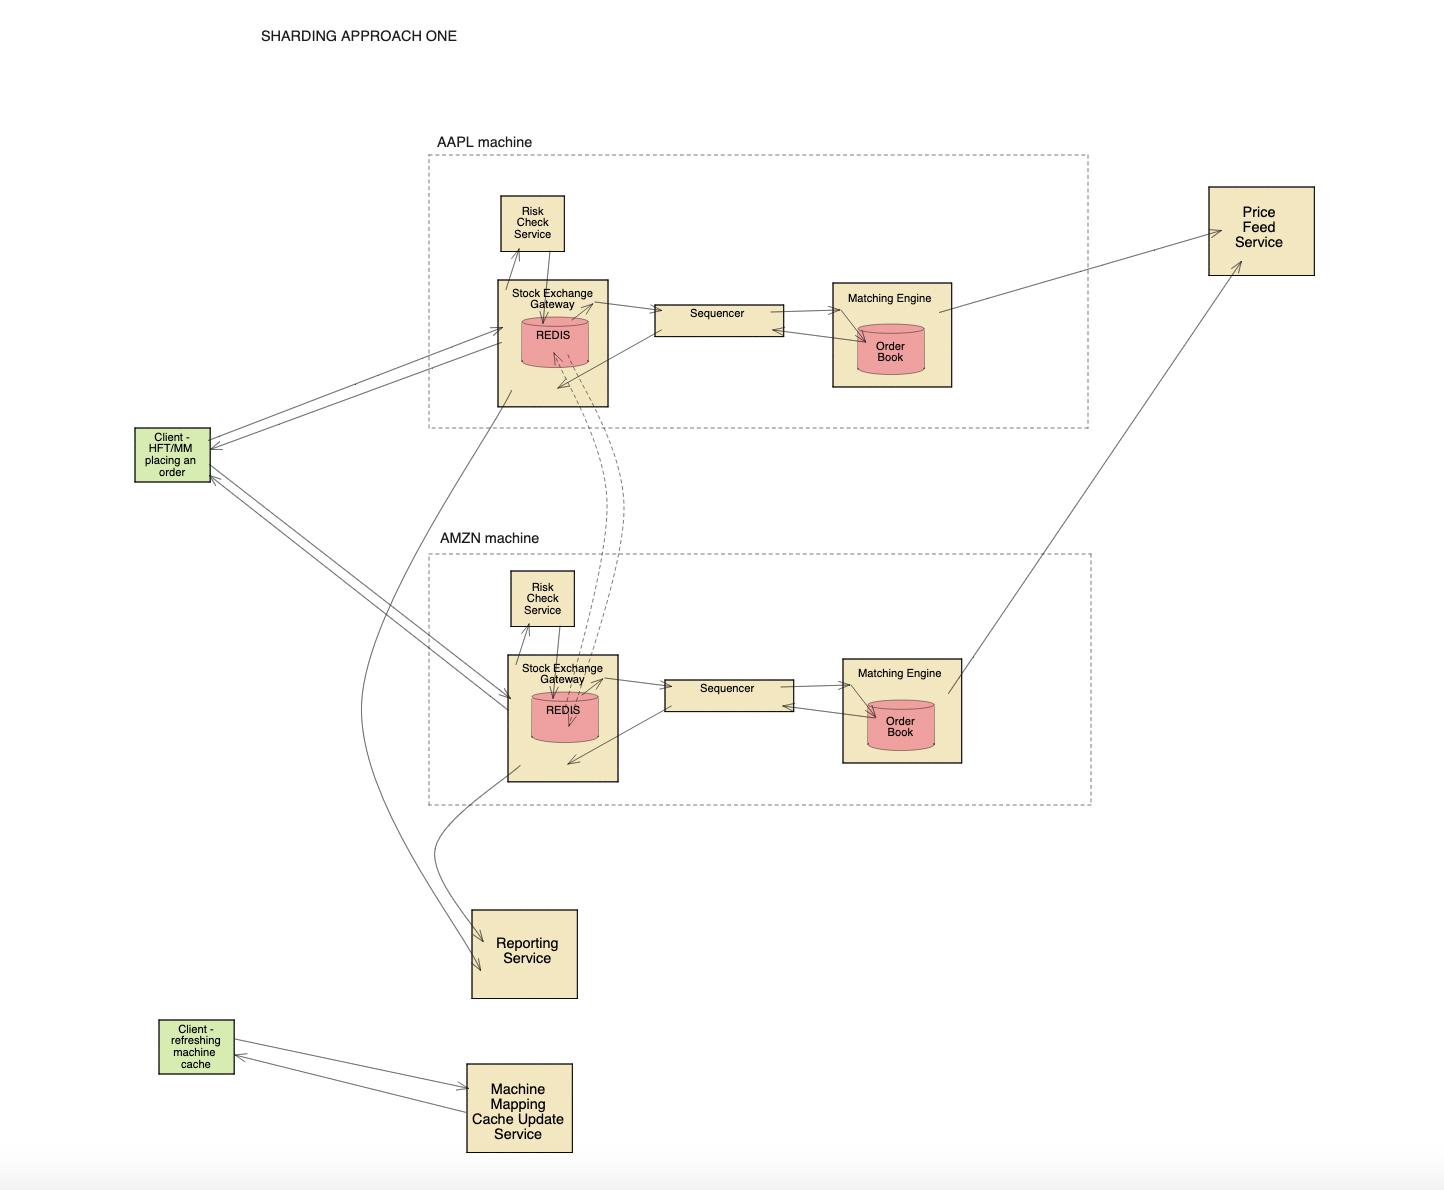 SHARDING APPROACH ONE
AAPL machine
Risk
Check
Service
Stock Exchange
Gateway
REDIS
Sequencer
Matching Engine
Order
Book
Price
Feed
Service
Client -
HFT/MM
placing an
order
AMZN machine
Risk
Check
Service
Stock Exchange
Gateway
REDIS
Sequencer
Matching Engine
Order
Book
Reporting
Service
Client -
refreshing
machine
cache
Machine
Mapping
Cache Update
Service